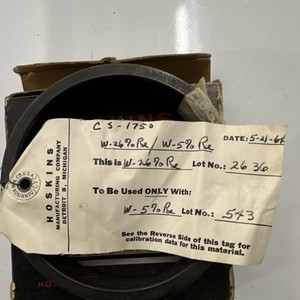 HOSKINS
MANUFACTURING COMPANY
DETROIT 8, MICHIGAN
CS-1750
W-26%Re/W-5%Re DATE: 5-21-64
This is W-26%Re Lot No.: 2636
To be Used ONLY With:
W-5%Re Lot No.: 543
See the Reverse Side of this tag for
calibration data for this material.
HO